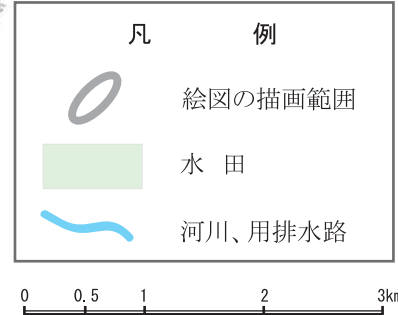 凡 例
絵図の描画範囲
水 田
河川、用排水路
0 0.5 1 2 3km